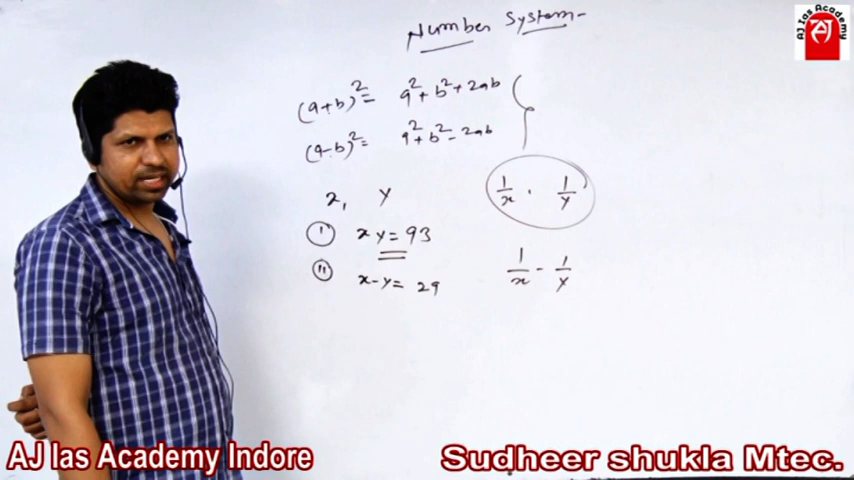 Number System-
AJ Ias Academy
AJ
(a+b)²= a²+b²+2ab
(a-b)²= a²+b²-2ab
x, y
1/x . 1/y
(i) xy=93
(ii) x-y= 29
1/x - 1/y
AJ Ias Academy Indore
Sudheer shukla Mtec.